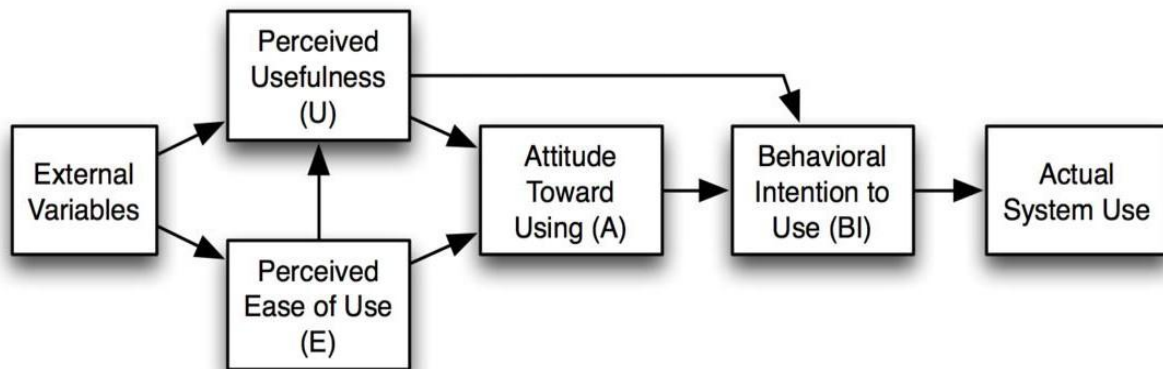 Perceived
Usefulness
(U)
External
Variables
Perceived
Ease of Use
(E)
Attitude
Toward
Using (A)
Behavioral
Intention to
Use (BI)
Actual
System Use